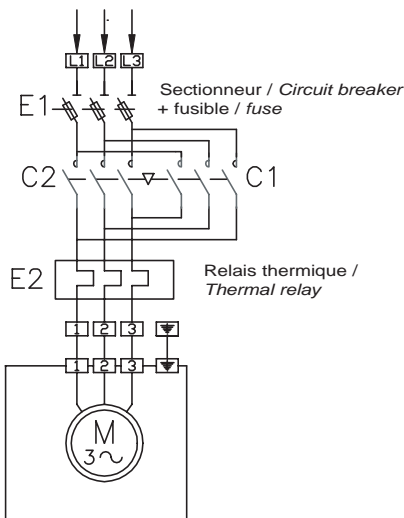 L1 L2 L3
Sectionneur / Circuit breaker
E1 + fusible / fuse
C2 C1
E2 Relais thermique /
Thermal relay
1 2 3
1 2 3
M
3